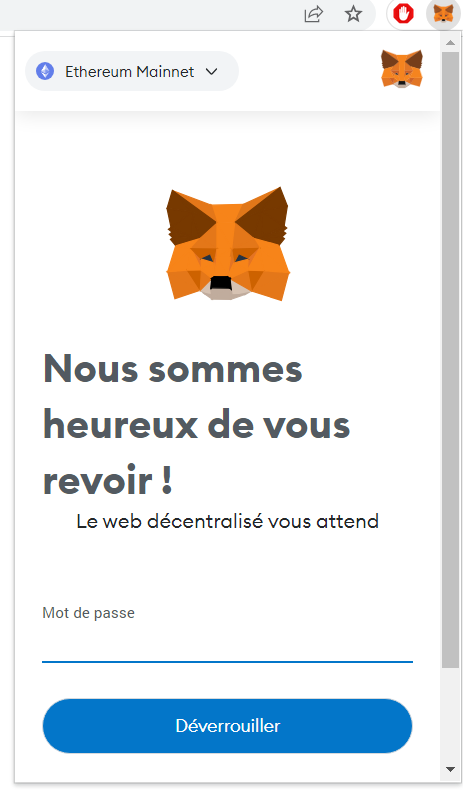 Ethereum Mainnet
Nous sommes
heureux de vous
revoir !
Le web décentralisé vous attend
Mot de passe
Déverrouiller